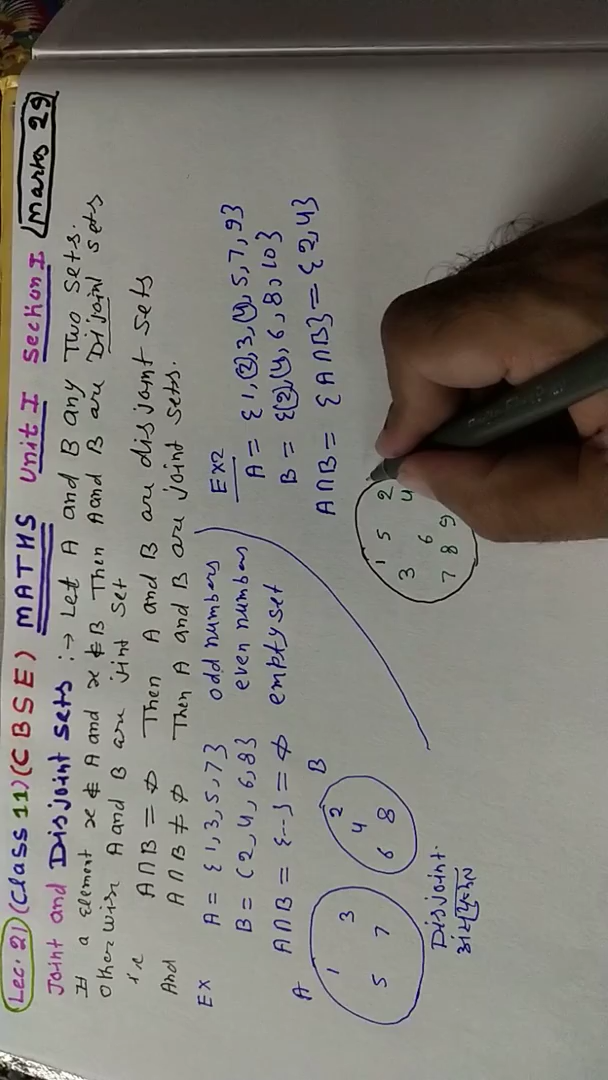 Lec. 21 (Class 11) (CBSE) MATHS Unit I Section I Marks 29
Joint and Disjoint sets :→ Let A and B any Two sets.
If a element x ∉ A and x ∉ B Then A and B are Disjoint sets
Otherwise A and B are jint set
i.e A∩B = ϕ Then A and B are disjoint sets
And A∩B ≠ ϕ Then A and B are joint sets.
Ex A = {1,3,5,7} odd numbers
B = {2,4,6,8} even numbers
A∩B = {--} = ϕ empty set
A B
1 3 5 7
2 4 6 8
Disjoint.
Ex2
A = {1,2,3,4,5,7,9}
B = {2,4,6,8,10}
A∩B = {A∩B} = {2,4}
1 5 2
3 6 4
7 8 9